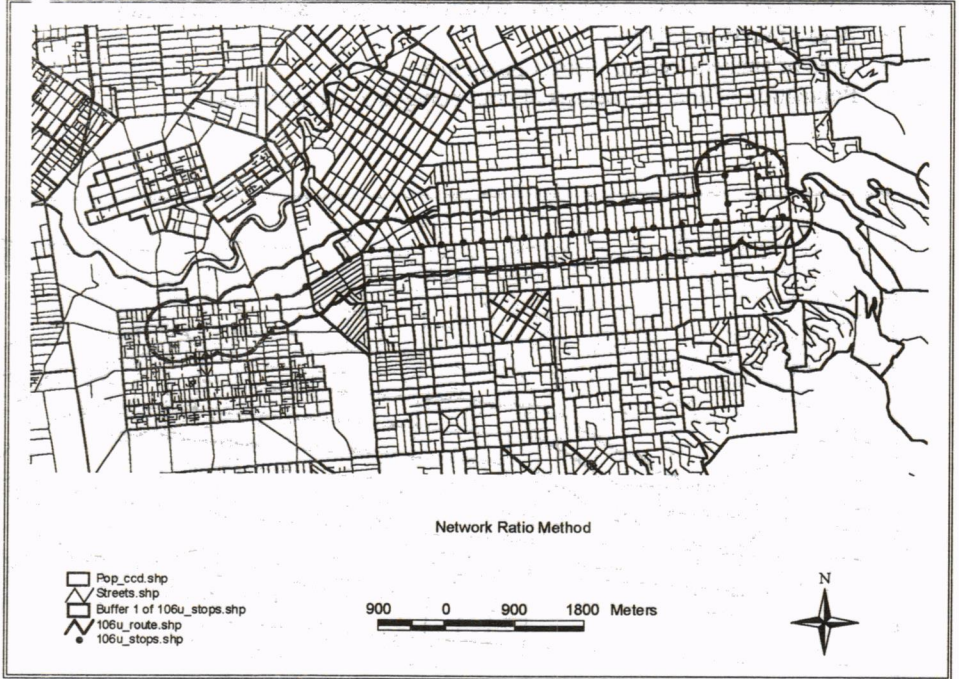 Network Ratio Method
Pop_ccd.shp
Streets.shp
Buffer 1 of 106u_stops.shp
106u_route.shp
106u_stops.shp
900 0 900 1800 Meters
N